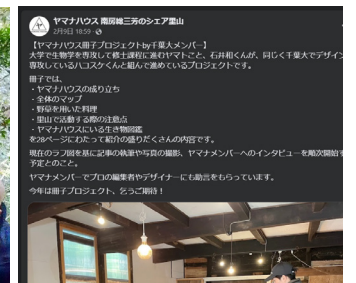 ヤマナハウス 南房総三芳のシェア里山
2月9日 18:59
【ヤマナハウス冊子プロジェクトby千葉大メンバー】
大学で生物学を専攻して修士課程に進むヤマトこと、石井和くんが、同じく千葉大でデザイン
専攻しているハコスケくんと組んで進めているプロジェクトです。
冊子では、
・ヤマナハウスの成り立ち
・全体のマップ
・野草を用いた料理
・里山で活動する際の注意点
・ヤマナハウスにいる生き物図鑑
を28ページにわたって紹介の盛りだくさんの内容です。
現在のラフ図を基に記事の執筆や写真の撮影、ヤマナメンバーへのインタビューを順次開始す
予定とのこと。
ヤマナメンバーでプロの編集者やデザイナーにも助言をもらっています。
今年は冊子プロジェクト、乞うご期待！